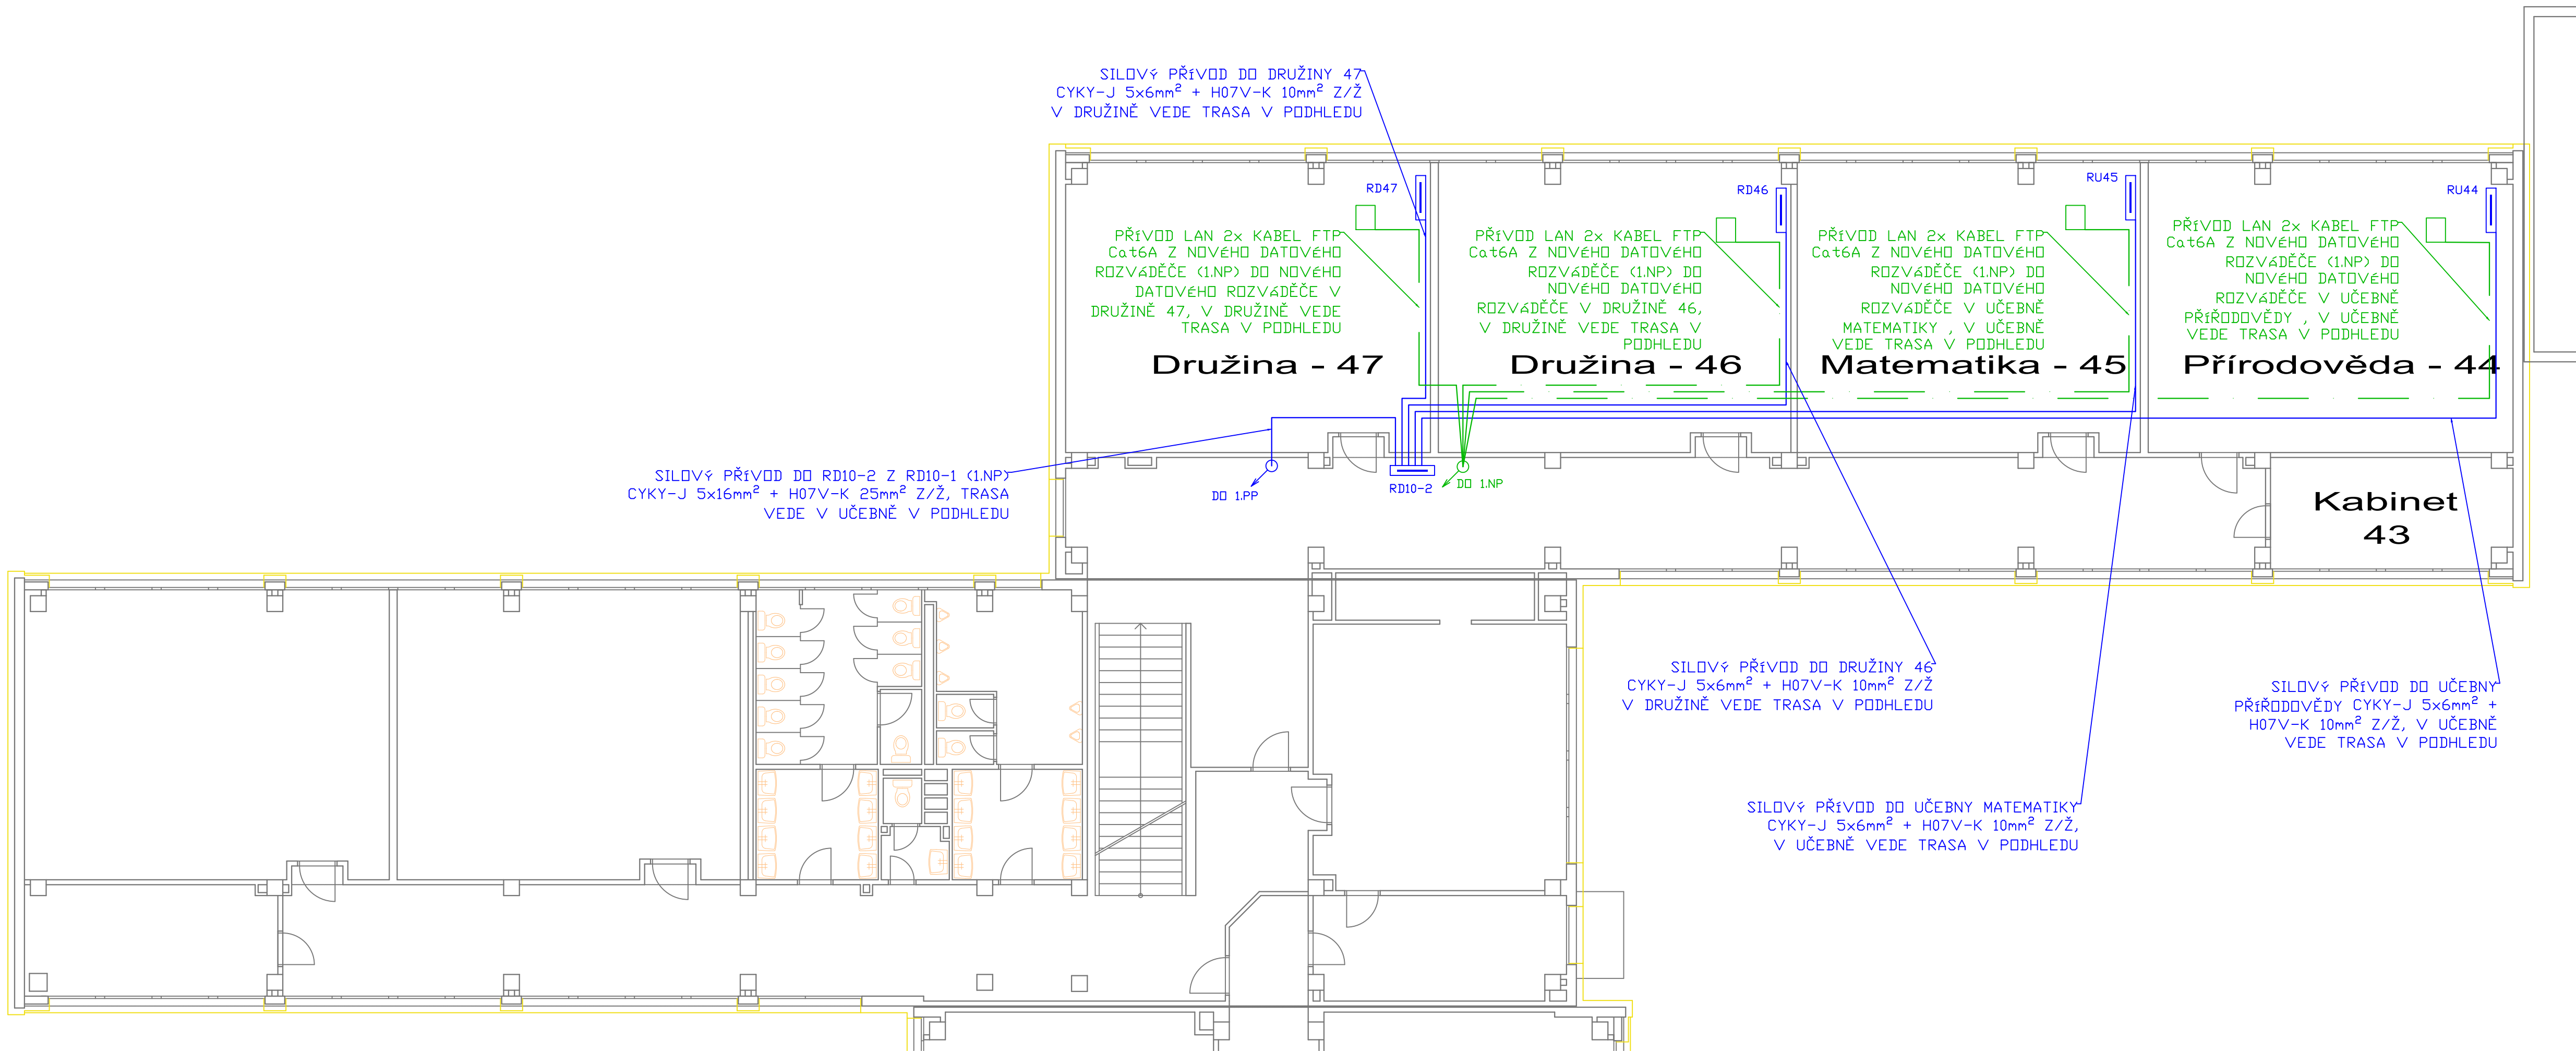 SILOVÝ PŘÍVOD DO DRUŽINY 47
CYKY-J 5x6mm² + H07V-K 10mm² Z/Ž
V DRUŽINĚ VEDE TRASA V PODHLEDU
RD47
PŘÍVOD LAN 2x KABEL FTP
Cat6A Z NOVÉHO DATOVÉHO
ROZVÁDĚČE (1.NP) DO NOVÉHO
DATOVÉHO ROZVÁDĚČE V
DRUŽINĚ 47, V DRUŽINĚ VEDE
TRASA V PODHLEDU
Družina - 47
RD46
PŘÍVOD LAN 2x KABEL FTP
Cat6A Z NOVÉHO DATOVÉHO
ROZVÁDĚČE (1.NP) DO
NOVÉHO DATOVÉHO
ROZVÁDĚČE V DRUŽINĚ 46,
V DRUŽINĚ VEDE TRASA V
PODHLEDU
Družina - 46
RU45
PŘÍVOD LAN 2x KABEL FTP
Cat6A Z NOVÉHO DATOVÉHO
ROZVÁDĚČE (1.NP) DO
NOVÉHO DATOVÉHO
ROZVÁDĚČE V UČEBNĚ
MATEMATIKY , V UČEBNĚ
VEDE TRASA V PODHLEDU
Matematika - 45
RU44
PŘÍVOD LAN 2x KABEL FTP
Cat6A Z NOVÉHO DATOVÉHO
ROZVÁDĚČE (1.NP) DO
NOVÉHO DATOVÉHO
ROZVÁDĚČE V UČEBNĚ
PŘÍŘODOVĚDY , V UČEBNĚ
VEDE TRASA V PODHLEDU
Přírodověda - 44
SILOVÝ PŘÍVOD DO RD10-2 Z RD10-1 (1.NP)
CYKY-J 5x16mm² + H07V-K 25mm² Z/Ž, TRASA
VEDE V UČEBNĚ V PODHLEDU
DO 1.PP
RD10-2
DO 1.NP
Kabinet
43
SILOVÝ PŘÍVOD DO DRUŽINY 46
CYKY-J 5x6mm² + H07V-K 10mm² Z/Ž
V DRUŽINĚ VEDE TRASA V PODHLEDU
SILOVÝ PŘÍVOD DO UČEBNY
PŘÍŘODOVĚDY CYKY-J 5x6mm² +
H07V-K 10mm² Z/Ž, V UČEBNĚ
VEDE TRASA V PODHLEDU
SILOVÝ PŘÍVOD DO UČEBNY MATEMATIKY
CYKY-J 5x6mm² + H07V-K 10mm² Z/Ž,
V UČEBNĚ VEDE TRASA V PODHLEDU